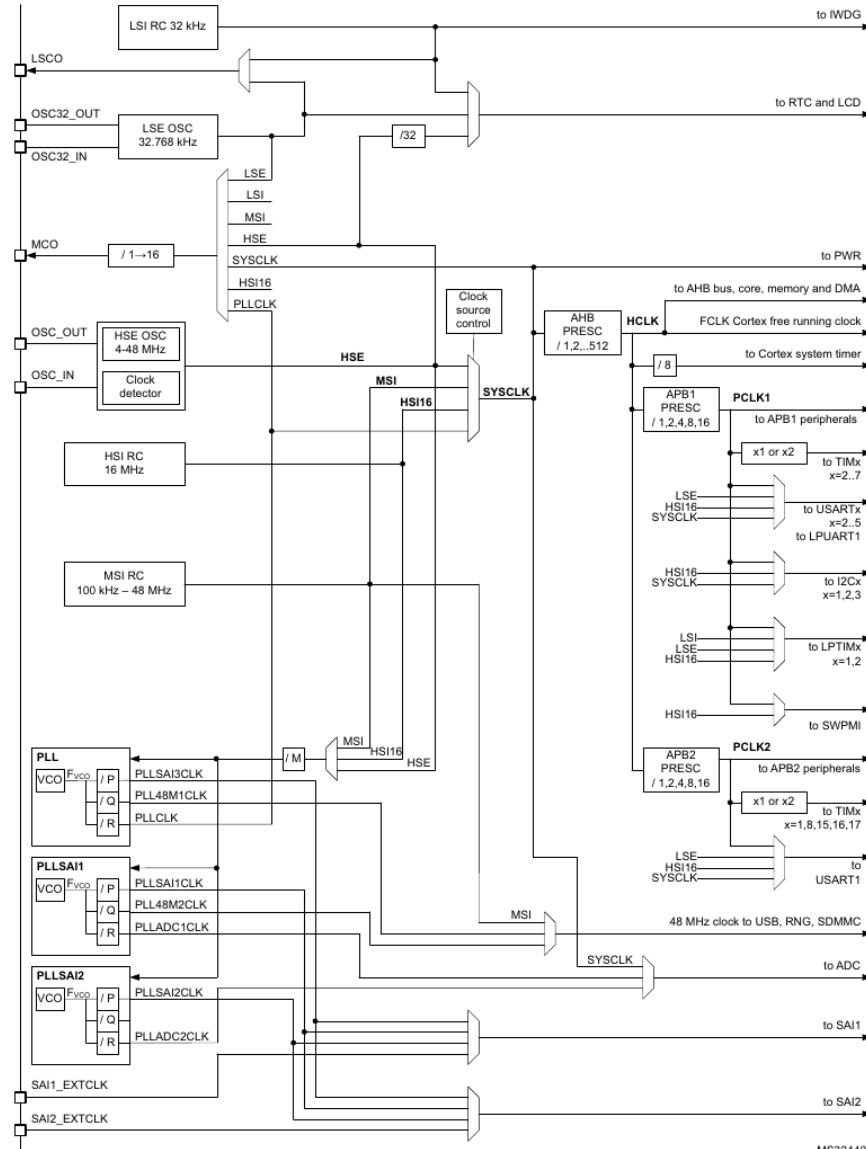 LSI RC 32 kHz
to IWDG
LSCO
OSC32_OUT
LSE OSC
32.768 kHz
OSC32_IN
to RTC and LCD
/32
LSE
LSI
MSI
HSE
SYSCLK
HSI16
PLLCLK
MCO
/ 1→16
to PWR
Clock
source
control
to AHB bus, core, memory and DMA
AHB
PRESC
/ 1,2,..512
HCLK
FCLK Cortex free running clock
OSC_OUT
HSE OSC
4-48 MHz
OSC_IN
Clock
detector
HSE
MSI
HSI16
SYSCLK
/ 8
to Cortex system timer
APB1
PRESC
/ 1,2,4,8,16
PCLK1
to APB1 peripherals
HSI RC
16 MHz
x1 or x2
to TIMx
x=2..7
LSE
HSI16
SYSCLK
to USARTx
x=2..5
to LPUART1
MSI RC
100 kHz – 48 MHz
HSI16
SYSCLK
to I2Cx
x=1,2,3
LSI
LSE
HSI16
to LPTIMx
x=1,2
HSI16
to SWPMI
MSI
HSI16
HSE
/ M
PLL
VCO
FVCO
/ P
/ Q
/ R
PLLSAI3CLK
PLL48M1CLK
PLLCLK
APB2
PRESC
/ 1,2,4,8,16
PCLK2
to APB2 peripherals
x1 or x2
to TIMx
x=1,8,15,16,17
LSE
HSI16
SYSCLK
to
USART1
PLLSAI1
VCO
FVCO
/ P
/ Q
/ R
PLLSAI1CLK
PLL48M2CLK
PLLADC1CLK
MSI
48 MHz clock to USB, RNG, SDMMC
SYSCLK
to ADC
PLLSAI2
VCO
FVCO
/ P
/ Q
/ R
PLLSAI2CLK
PLLADC2CLK
to SAI1
SAI1_EXTCLK
to SAI2
SAI2_EXTCLK